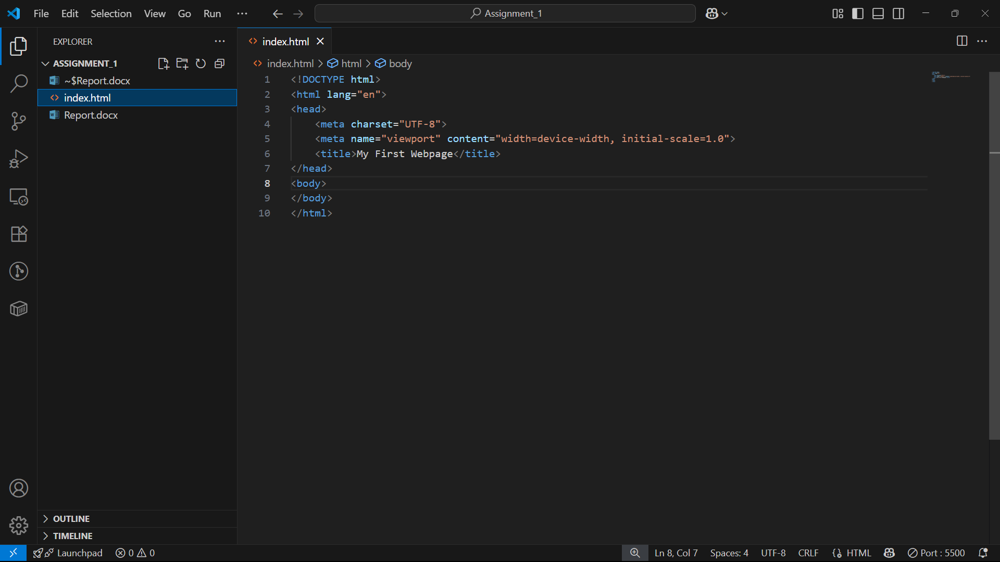 File Edit Selection View Go Run ···
Assignment_1
EXPLORER
ASSIGNMENT_1
~$Report.docx
index.html
Report.docx
OUTLINE
TIMELINE
index.html
index.html > html > body
1 <!DOCTYPE html>
2 <html lang="en">
3 <head>
4 <meta charset="UTF-8">
5 <meta name="viewport" content="width=device-width, initial-scale=1.0">
6 <title>My First Webpage</title>
7 </head>
8 <body>
9 </body>
10 </html>
Launchpad 0 0 Ln 8, Col 7 Spaces: 4 UTF-8 CRLF HTML Port : 5500